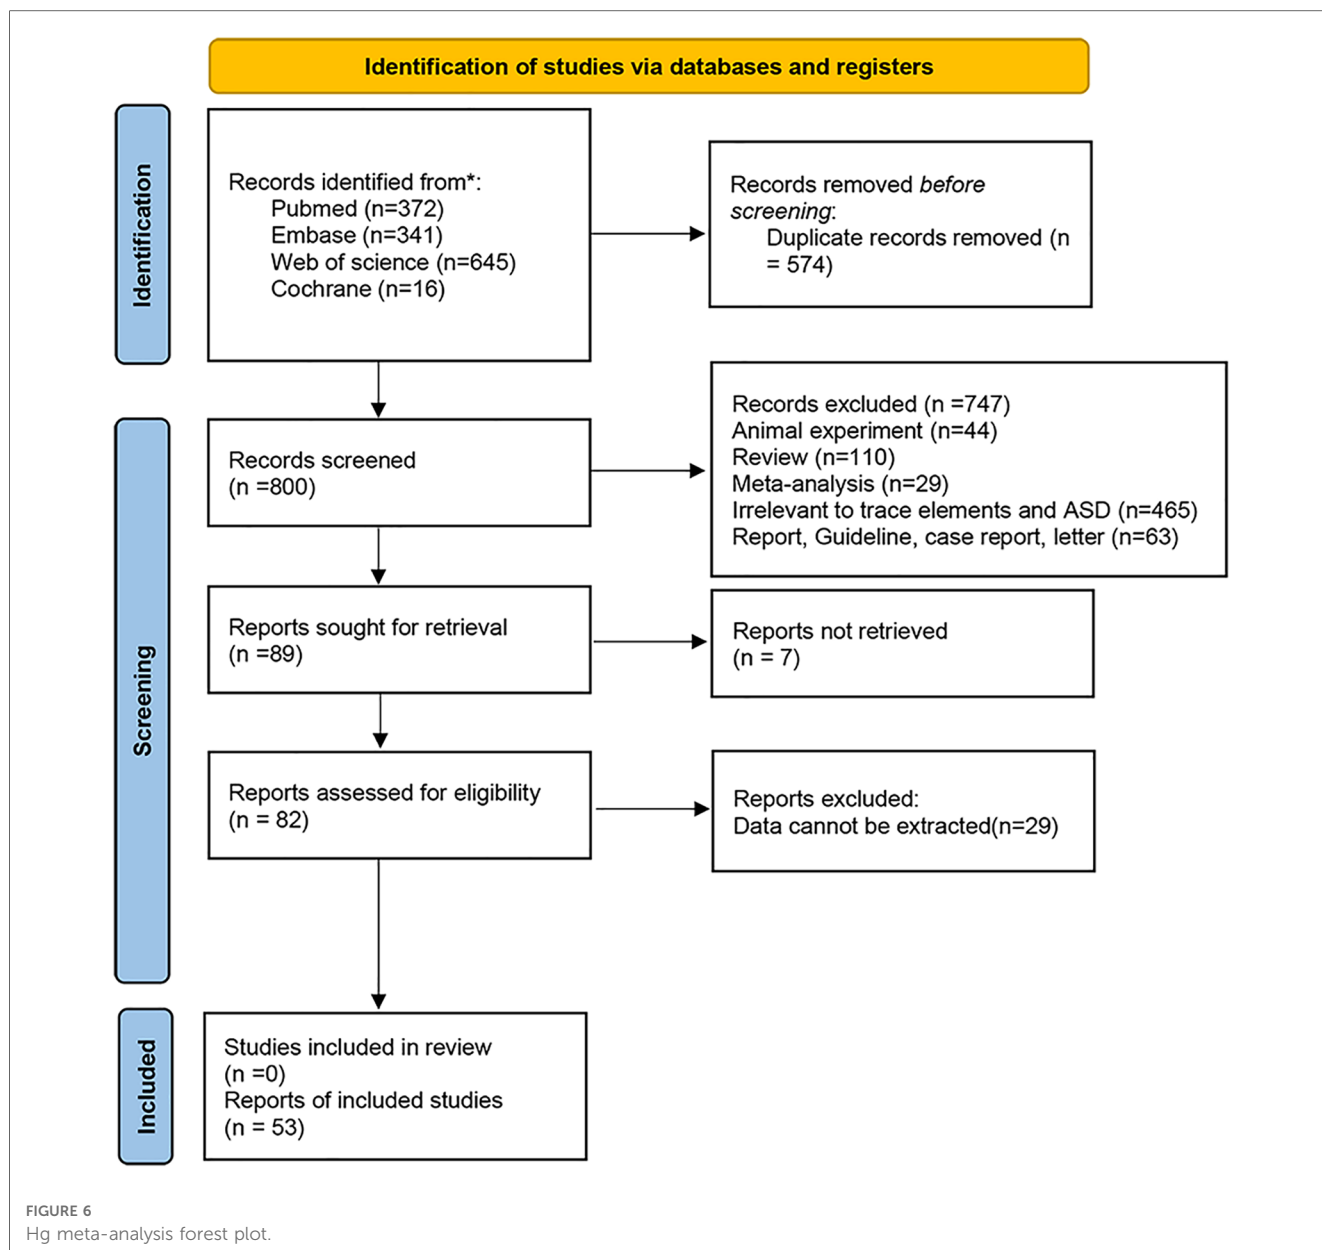 Identification of studies via databases and registers
Identification
Records identified from*:
Pubmed (n=372)
Embase (n=341)
Web of science (n=645)
Cochrane (n=16)
Records removed before
screening:
Duplicate records removed (n
= 574)
Screening
Records screened
(n =800)
Records excluded (n =747)
Animal experiment (n=44)
Review (n=110)
Meta-analysis (n=29)
Irrelevant to trace elements and ASD (n=465)
Report, Guideline, case report, letter (n=63)
Reports sought for retrieval
(n =89)
Reports not retrieved
(n = 7)
Reports assessed for eligibility
(n = 82)
Reports excluded:
Data cannot be extracted(n=29)
Included
Studies included in review
(n =0)
Reports of included studies
(n = 53)
FIGURE 6
Hg meta-analysis forest plot.